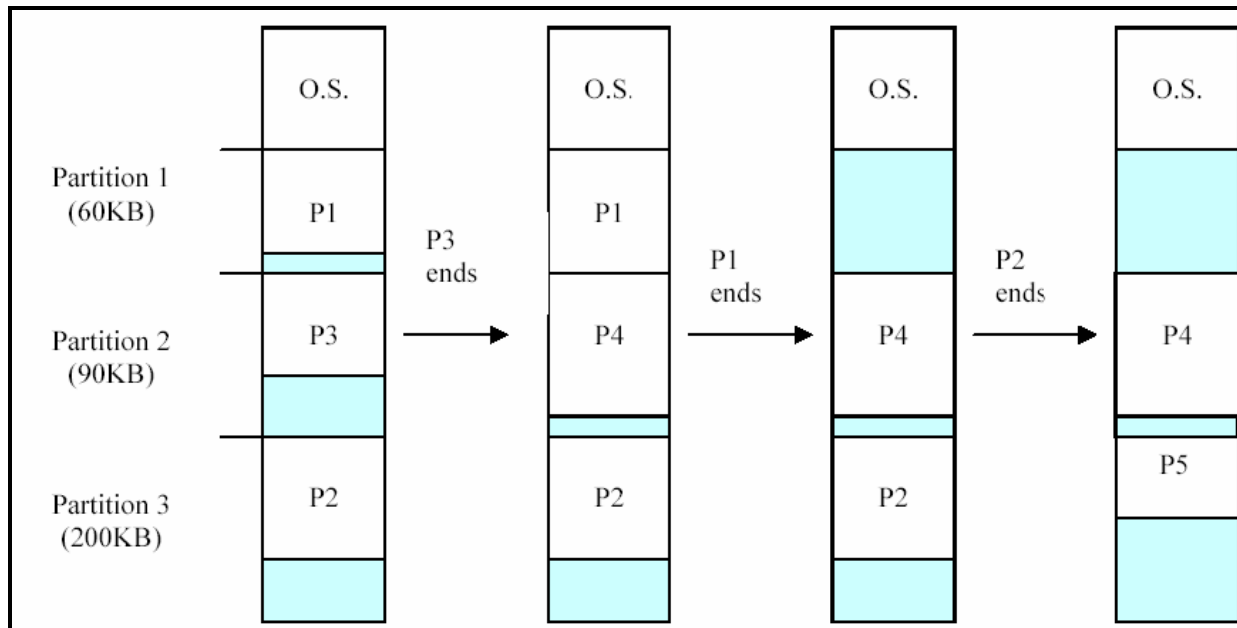 O.S.
O.S.
O.S.
O.S.
Partition 1
(60KB)
P1
P3
ends
P1
P1
ends
P2
ends
Partition 2
(90KB)
P3
P4
P4
P4
Partition 3
(200KB)
P2
P2
P2
P5